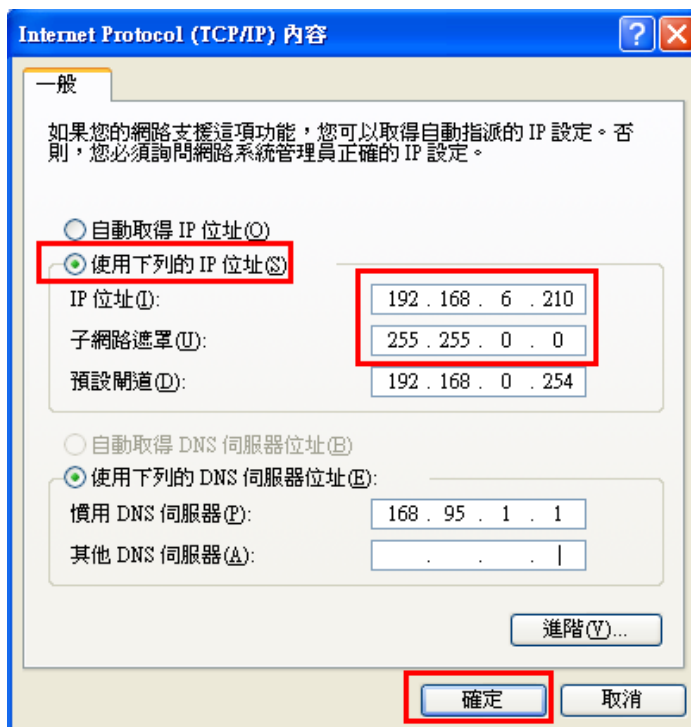 Internet Protocol (TCP/IP) 內容
一般
如果您的網路支援這項功能，您可以取得自動指派的 IP 設定。否
則，您必須詢問網路系統管理員正確的 IP 設定。
自動取得 IP 位址(O)
使用下列的 IP 位址(S)
IP 位址(I): 192 . 168 . 6 . 210
子網路遮罩(U): 255 . 255 . 0 . 0
預設閘道(D): 192 . 168 . 0 . 254
自動取得 DNS 伺服器位址(B)
使用下列的 DNS 伺服器位址(E):
慣用 DNS 伺服器(P): 168 . 95 . 1 . 1
其他 DNS 伺服器(A): . . .
進階(V)...
確定 取消